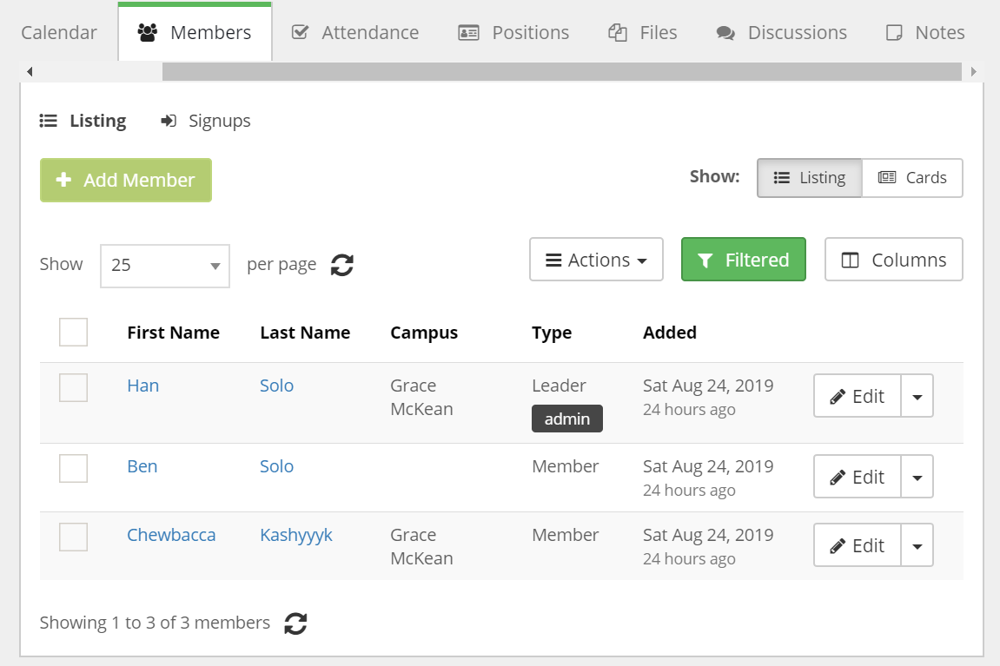 Calendar Members Attendance Positions Files Discussions Notes
Listing Signups
Add Member Show: Listing Cards
Show 25 per page Actions Filtered Columns
First Name Last Name Campus Type Added
Han Solo Grace Leader Sat Aug 24, 2019 Edit
McKean admin 24 hours ago
Ben Solo Member Sat Aug 24, 2019 Edit
24 hours ago
Chewbacca Kashyyyk Grace Member Sat Aug 24, 2019 Edit
McKean 24 hours ago
Showing 1 to 3 of 3 members